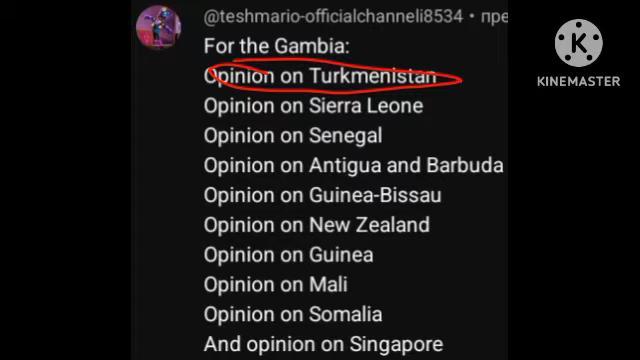 @teshmario-officialchanneli8534 • пре
For the Gambia:
Opinion on Turkmenistan
Opinion on Sierra Leone
Opinion on Senegal
Opinion on Antigua and Barbuda
Opinion on Guinea-Bissau
Opinion on New Zealand
Opinion on Guinea
Opinion on Mali
Opinion on Somalia
And opinion on Singapore
K
KINEMASTER